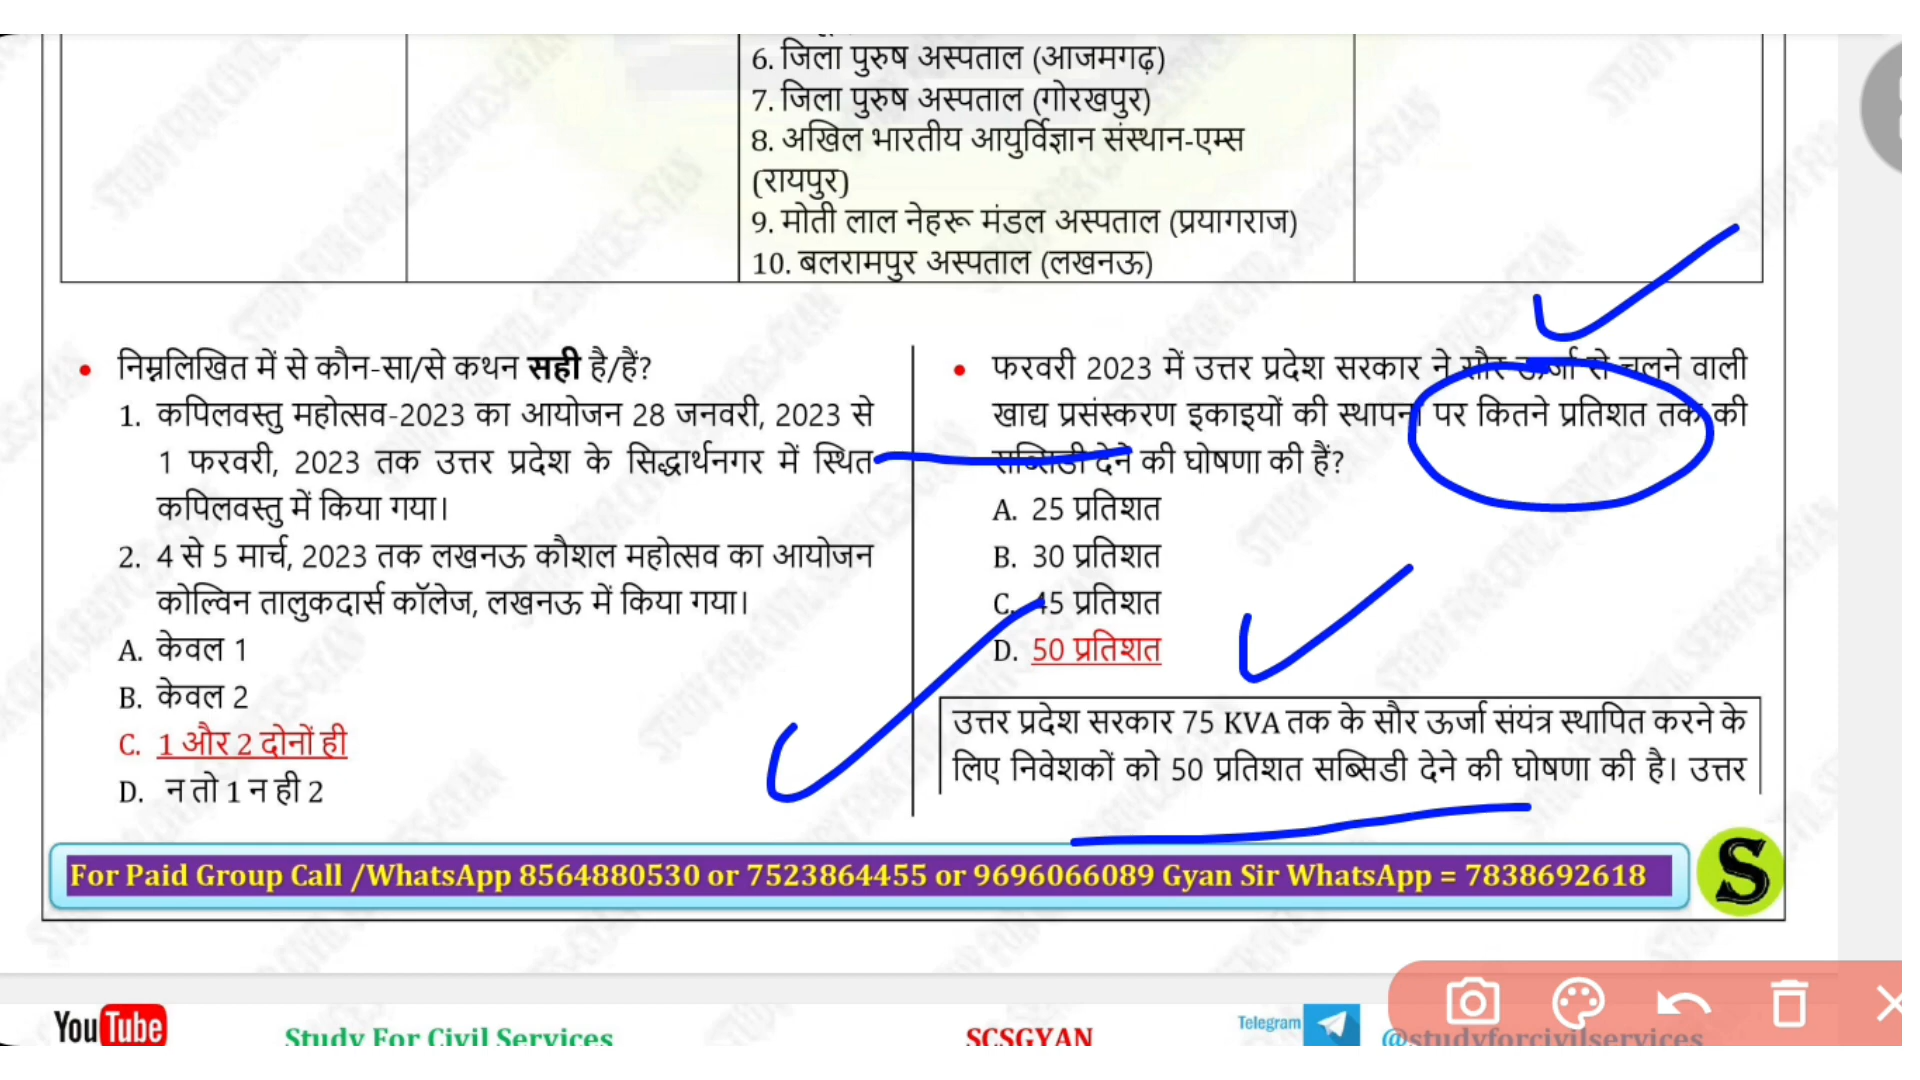 6. जिला पुरुष अस्पताल (आजमगढ़)
7. जिला पुरुष अस्पताल (गोरखपुर)
8. अखिल भारतीय आयुर्विज्ञान संस्थान-एम्स
(रायपुर)
9. मोती लाल नेहरू मंडल अस्पताल (प्रयागराज)
10. बलरामपुर अस्पताल (लखनऊ)
• निम्नलिखित में से कौन-सा/से कथन सही है/हैं?
1. कपिलवस्तु महोत्सव-2023 का आयोजन 28 जनवरी, 2023 से
1 फरवरी, 2023 तक उत्तर प्रदेश के सिद्धार्थनगर में स्थित
कपिलवस्तु में किया गया।
2. 4 से 5 मार्च, 2023 तक लखनऊ कौशल महोत्सव का आयोजन
कोल्विन तालुकदार्स कॉलेज, लखनऊ में किया गया।
A. केवल 1
B. केवल 2
C. 1 और 2 दोनों ही
D. न तो 1 न ही 2
• फरवरी 2023 में उत्तर प्रदेश सरकार ने सौर ऊर्जा से चलने वाली
खाद्य प्रसंस्करण इकाइयों की स्थापना पर कितने प्रतिशत तक की
सब्सिडी देने की घोषणा की हैं?
A. 25 प्रतिशत
B. 30 प्रतिशत
C. 45 प्रतिशत
D. 50 प्रतिशत
उत्तर प्रदेश सरकार 75 KVA तक के सौर ऊर्जा संयंत्र स्थापित करने के
लिए निवेशकों को 50 प्रतिशत सब्सिडी देने की घोषणा की है। उत्तर
For Paid Group Call /WhatsApp 8564880530 or 7523864455 or 9696066089 Gyan Sir WhatsApp = 7838692618
S
YouTube
Study For Civil Services
SCSGYAN
Telegram
@studyforcivilservices